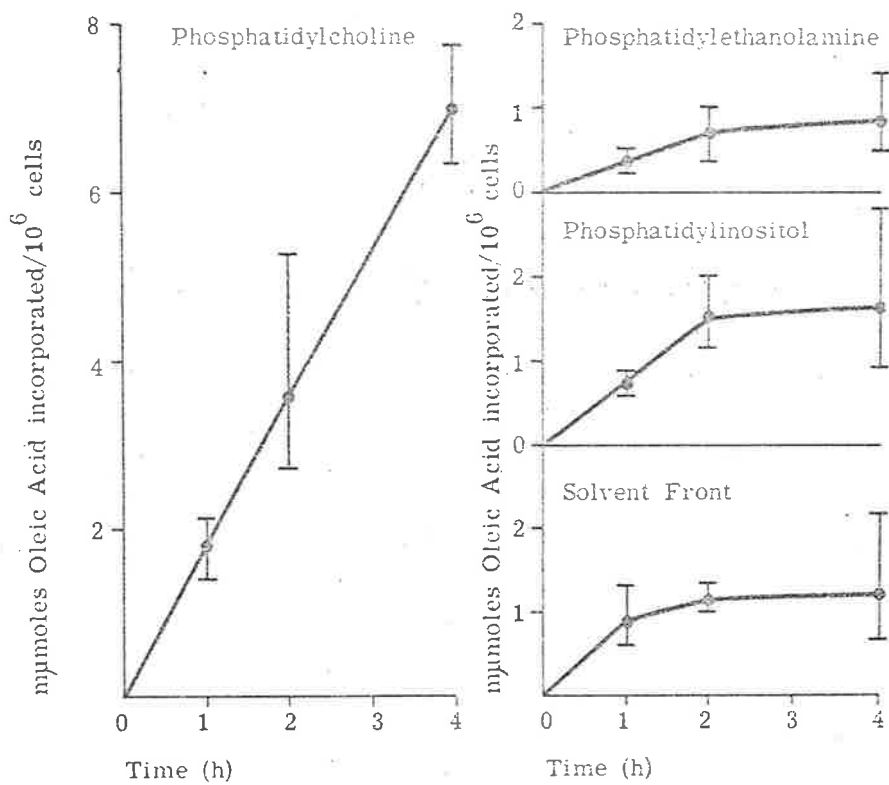 Phosphatidylcholine
mµmoles Oleic Acid incorporated/10⁶ cells
8
6
4
2
0 1 2 3 4
Time (h)
Phosphatidylethanolamine
2
1
0
Phosphatidylinositol
2
1
0
Solvent Front
2
1
0 1 2 3 4
mµmoles Oleic Acid incorporated/10⁶ cells
Time (h)